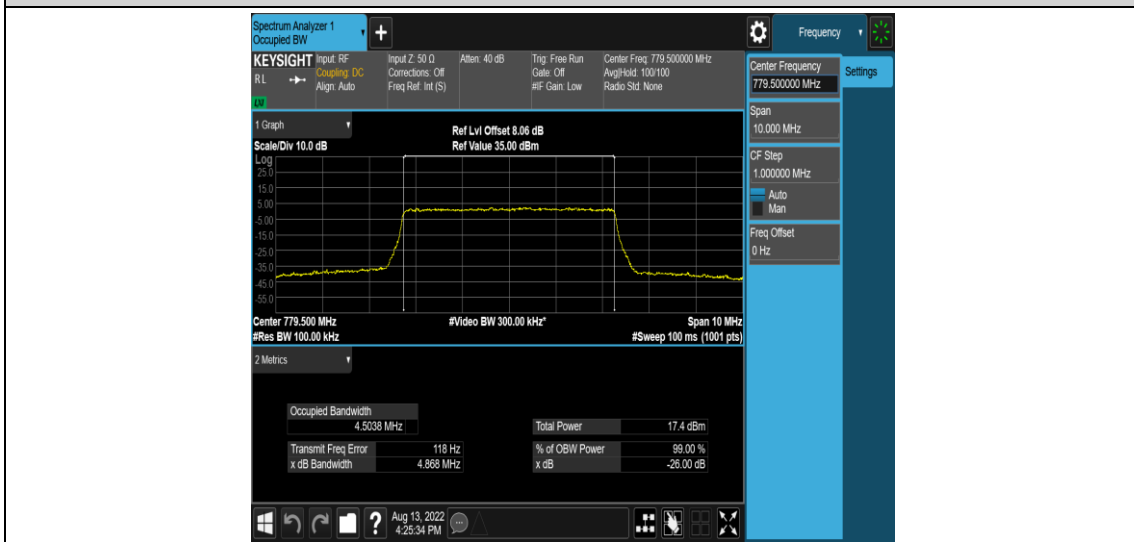 Spectrum Analyzer 1
Occupied BW
+
Frequency
KEYSIGHT
RL
Input: RF
Coupling: DC
Align: Auto
Input Z: 50 Ω
Corrections: Off
Freq Ref: Int (S)
Atten: 40 dB
Trig: Free Run
Gate: Off
#IF Gain: Low
Center Freq: 779.500000 MHz
Avg|Hold: 100/100
Radio Std: None
Center Frequency
779.500000 MHz
Settings
Span
10.000 MHz
CF Step
1.000000 MHz
Auto
Man
Freq Offset
0 Hz
1 Graph
Ref Lvl Offset 8.06 dB
Scale/Div 10.0 dB
Ref Value 35.00 dBm
Log
25.0
15.0
5.00
-5.00
-15.0
-25.0
-35.0
-45.0
-55.0
Center 779.500 MHz
#Video BW 300.00 kHz*
Span 10 MHz
#Res BW 100.00 kHz
#Sweep 100 ms (1001 pts)
2 Metrics
Occupied Bandwidth
4.5038 MHz
Total Power 17.4 dBm
Transmit Freq Error 118 Hz
% of OBW Power 99.00 %
x dB Bandwidth 4.868 MHz
x dB -26.00 dB
?
Aug 13, 2022
4:25:34 PM